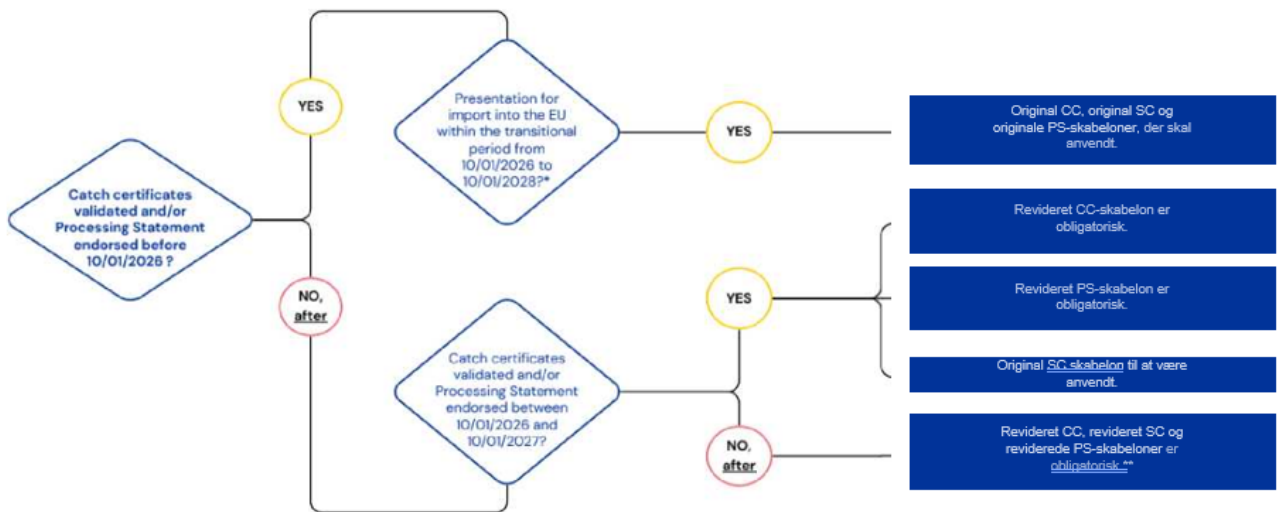 Catch certificates
validated and/or
Processing Statement
endorsed before
10/01/2026 ?
YES
NO,
after
Presentation for
import into the EU
within the transitional
period from
10/01/2026 to
10/01/2028?*
YES
Original CC, original SC og
originale PS-skabeloner, der skal
anvendt.
Catch certificates
validated and/or
Processing Statement
endorsed between
10/01/2026 and
10/01/2027?
YES
Revideret CC-skabelon er
obligatorisk.
Revideret PS-skabelon er
obligatorisk.
Original SC skabelon til at være
anvendt.
NO,
after
Revideret CC, revideret SC og
reviderede PS-skabeloner er
obligatorisk.**